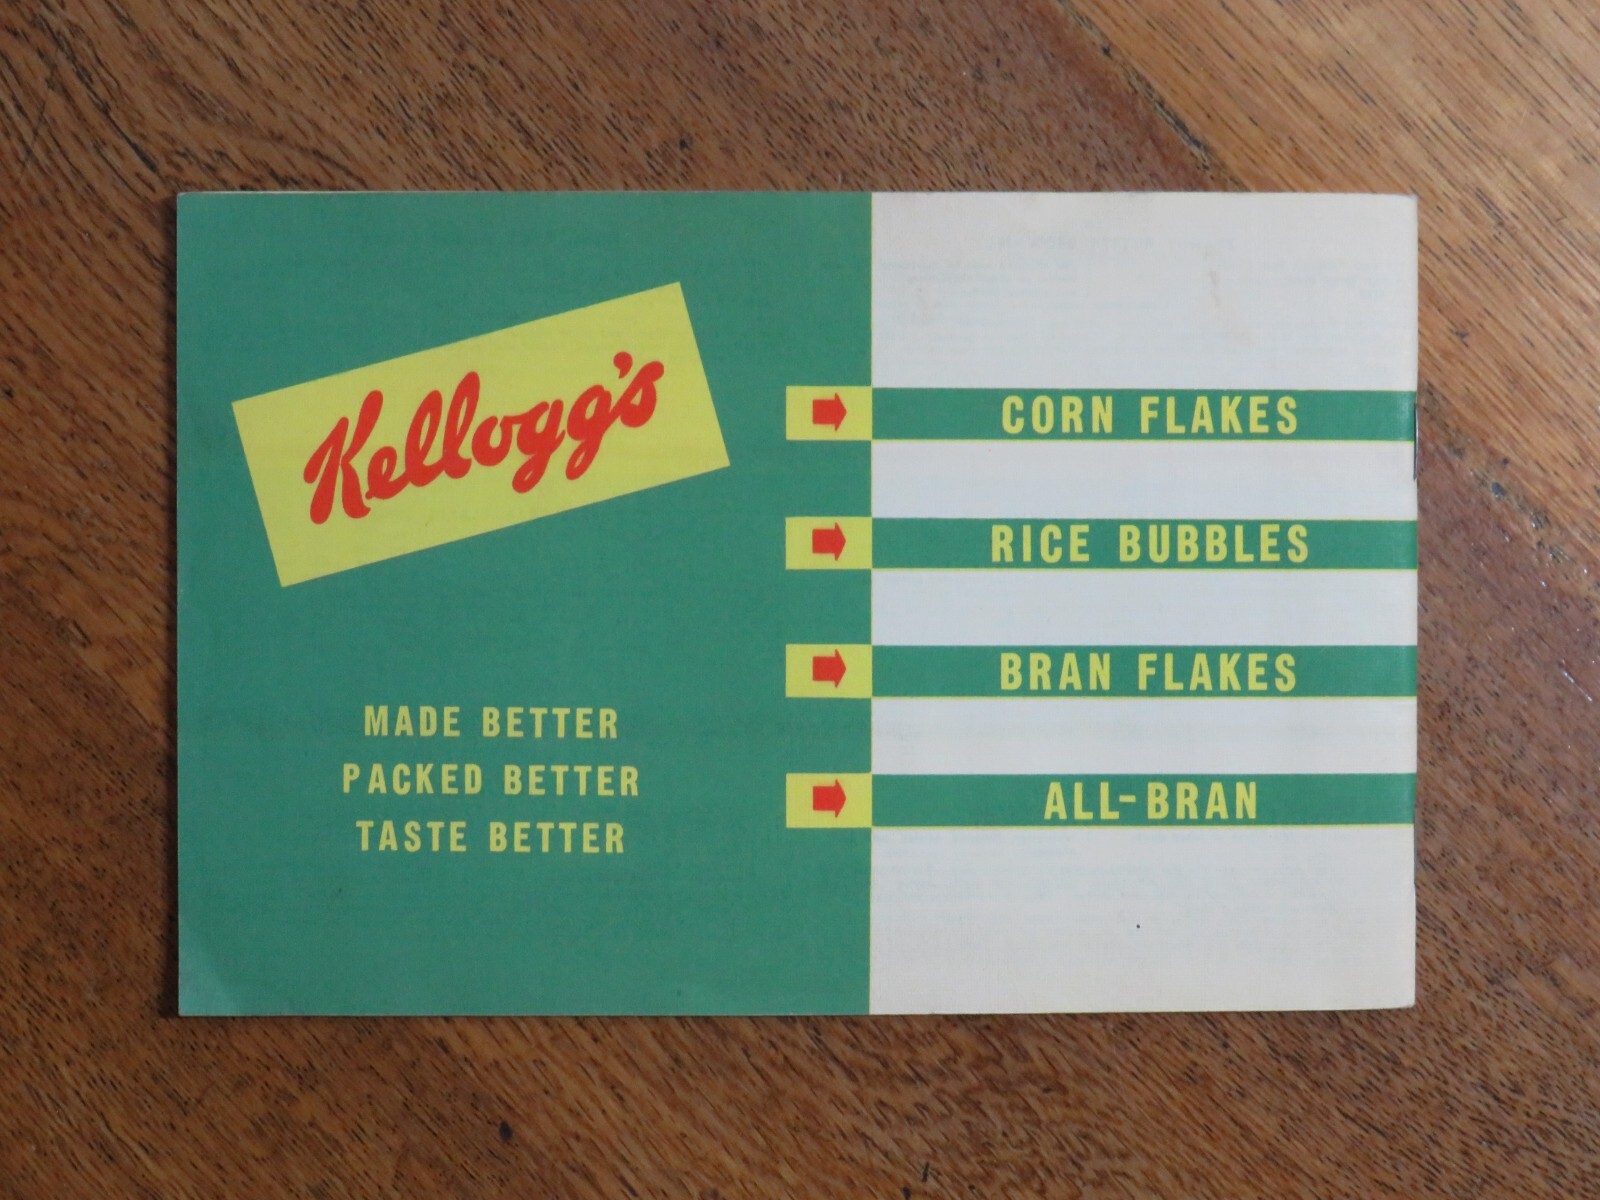 Kellogg's
MADE BETTER
PACKED BETTER
TASTE BETTER
CORN FLAKES
RICE BUBBLES
BRAN FLAKES
ALL-BRAN